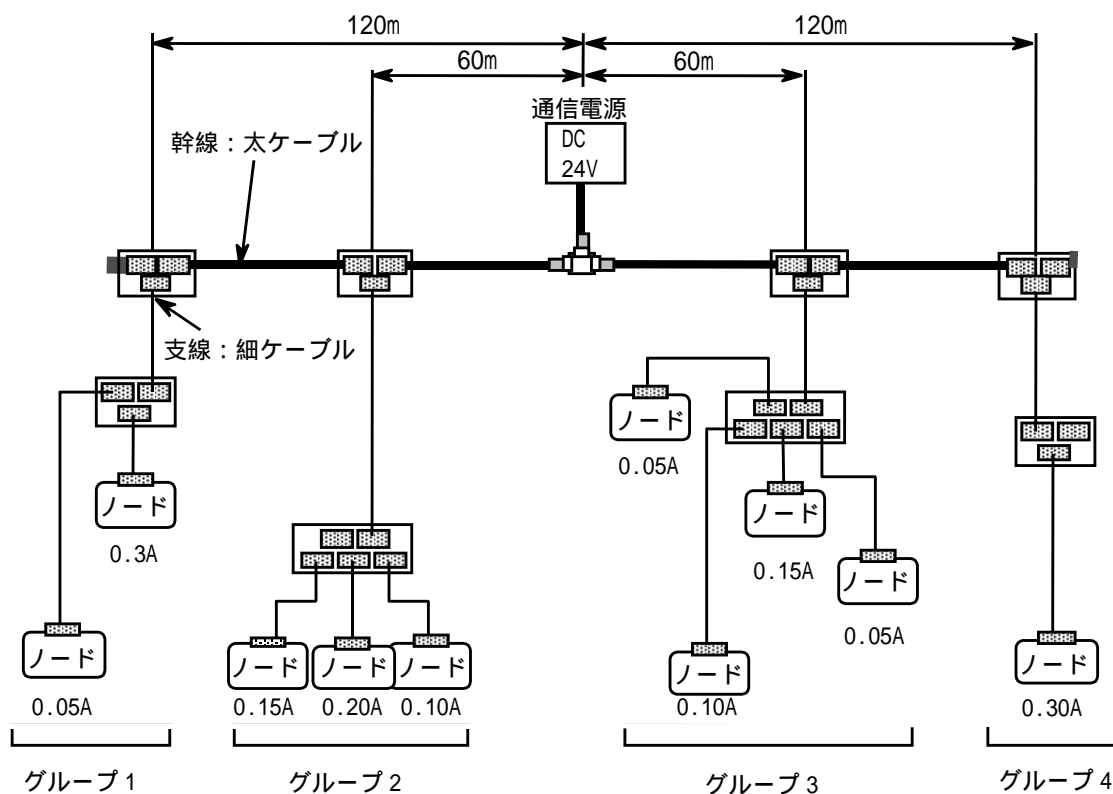 120m
120m
60m
60m
通信電源
DC
24V
幹線：太ケーブル
支線：細ケーブル
ノード
0.3A
ノード
0.05A
ノード
ノード
ノード
0.15A
0.20A
0.10A
ノード
0.05A
ノード
0.15A
ノード
0.05A
ノード
0.10A
ノード
0.30A
グループ1
グループ2
グループ3
グループ4